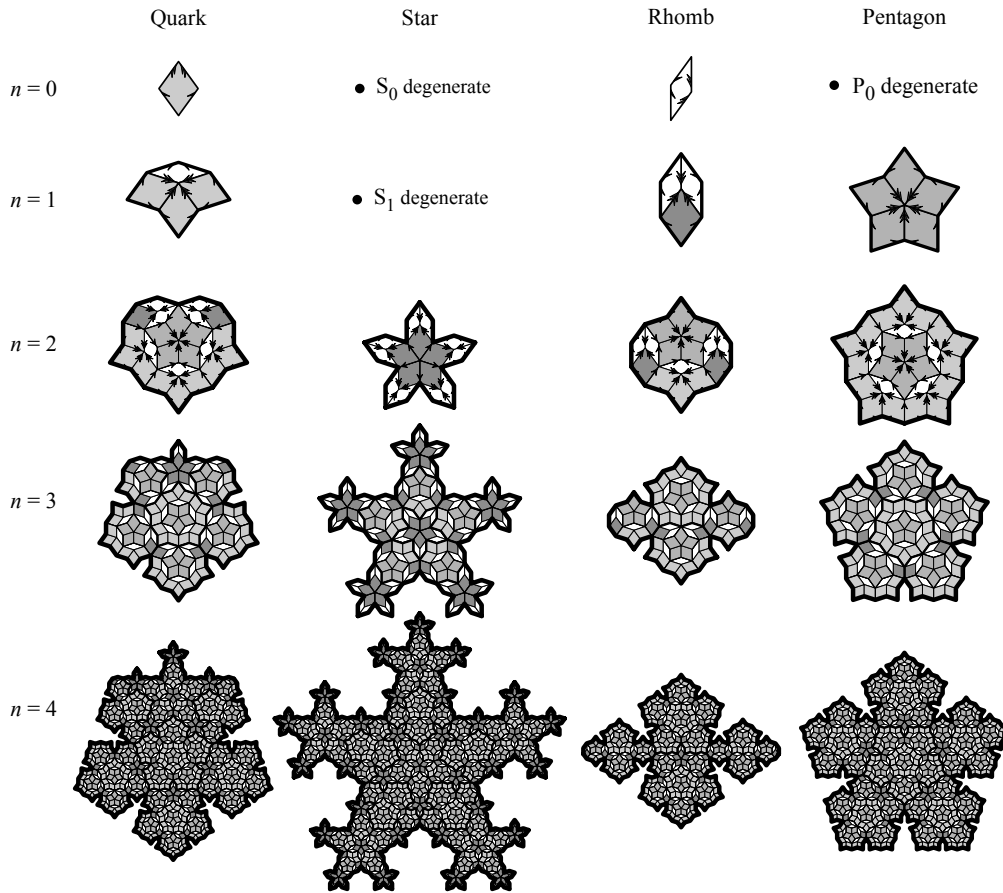 Quark Star Rhomb Pentagon
n = 0 S₀ degenerate P₀ degenerate
n = 1 S₁ degenerate
n = 2
n = 3
n = 4